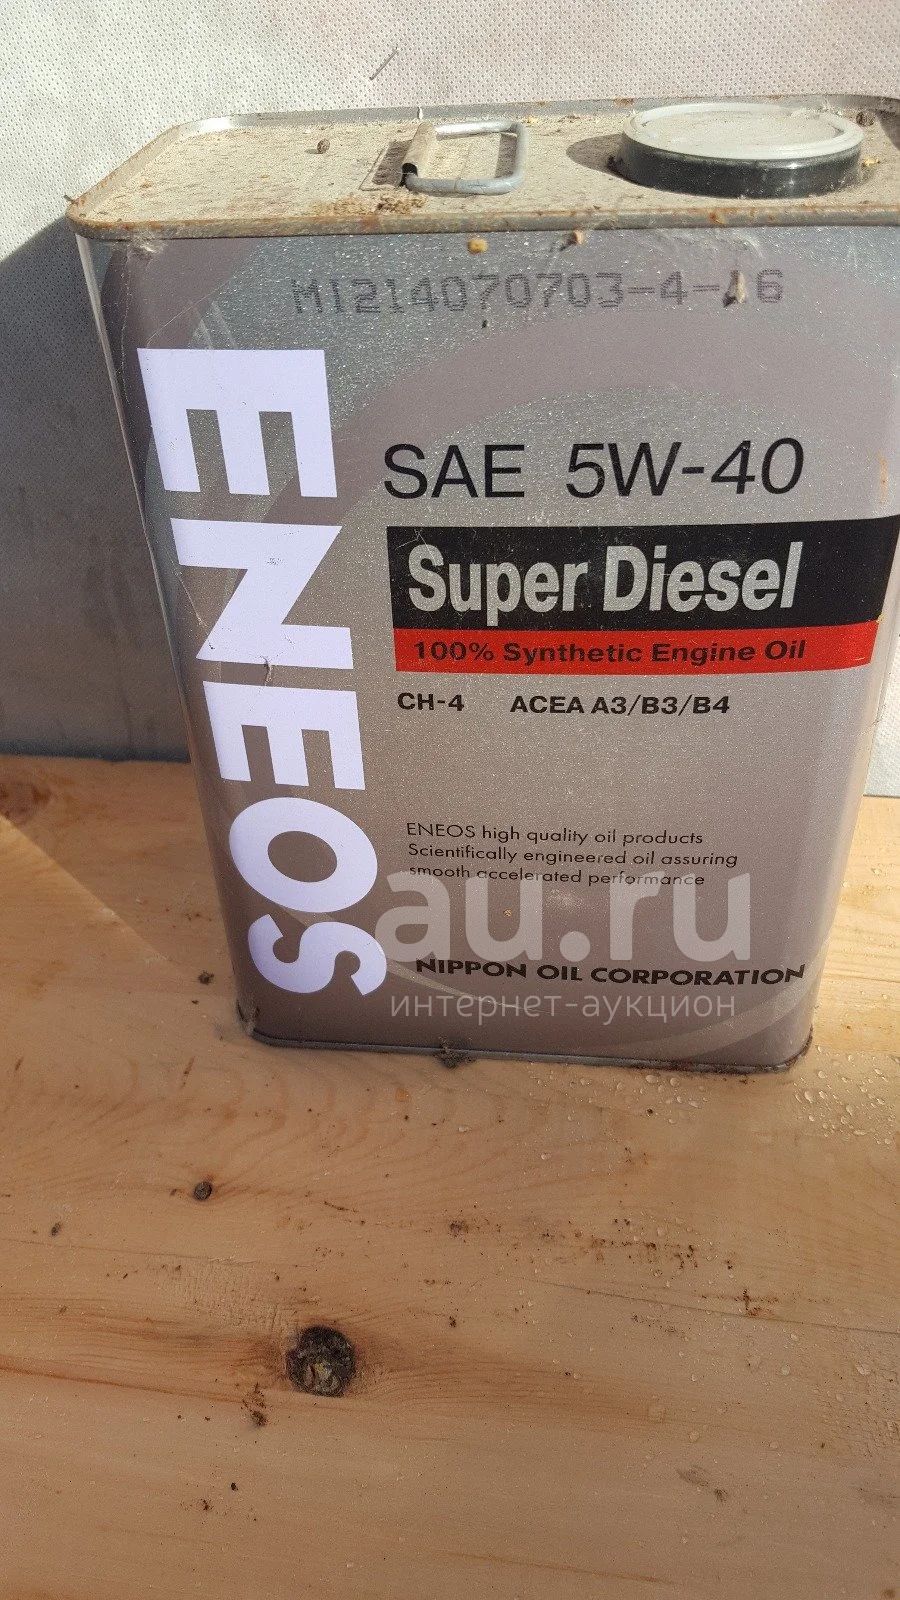 M1214070703-4-A6
ENEOS
SAE 5W-40
Super Diesel
100% Synthetic Engine Oil
CH-4 ACEA A3/B3/B4
ENEOS high quality oil products
Scientifically engineered oil assuring
smooth accelerated performance
au.ru
NIPPON OIL CORPORATION
интернет-аукцион